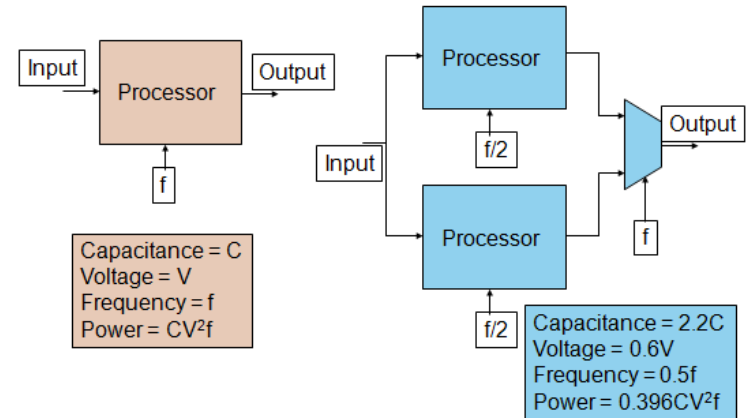 Input
Processor
Output
f
Capacitance = C
Voltage = V
Frequency = f
Power = CV²f
Processor
f/2
Input
Output
Processor
f
f/2
Capacitance = 2.2C
Voltage = 0.6V
Frequency = 0.5f
Power = 0.396CV²f